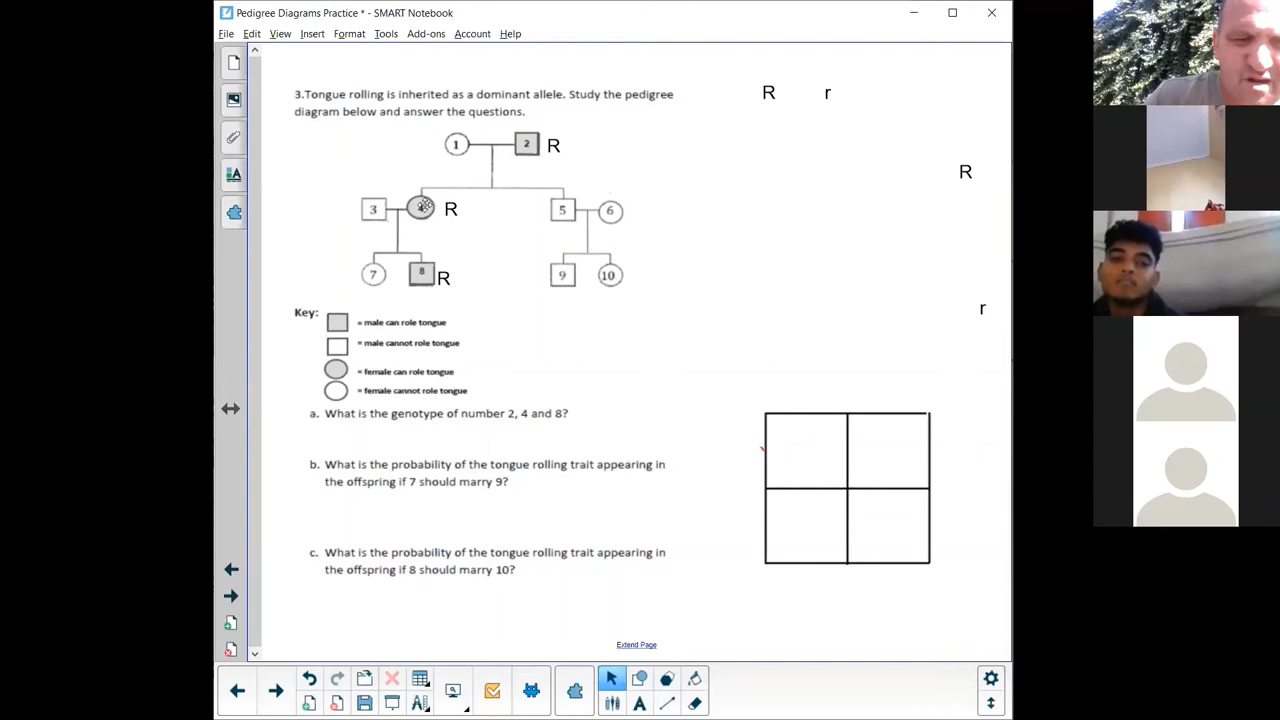 Pedigree Diagrams Practice * - SMART Notebook
File Edit View Insert Format Tools Add-ons Account Help
3.Tongue rolling is inherited as a dominant allele. Study the pedigree
diagram below and answer the questions.
R r
1 2 R
R
3 R 5 6
7 8 R 9 10
r
Key:
= male can role tongue
= male cannot role tongue
= female can role tongue
= female cannot role tongue
a. What is the genotype of number 2, 4 and 8?
b. What is the probability of the tongue rolling trait appearing in
the offspring if 7 should marry 9?
c. What is the probability of the tongue rolling trait appearing in
the offspring if 8 should marry 10?
Extend Page